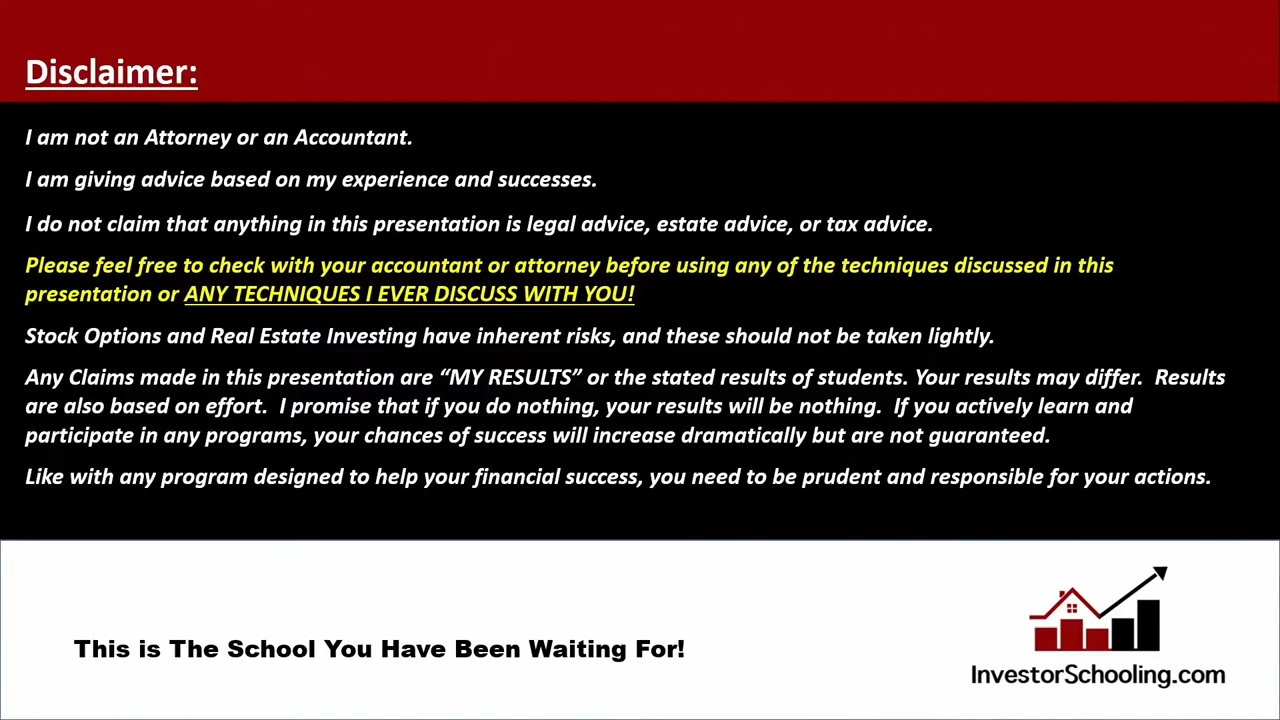 Disclaimer:
I am not an Attorney or an Accountant.
I am giving advice based on my experience and successes.
I do not claim that anything in this presentation is legal advice, estate advice, or tax advice.
Please feel free to check with your accountant or attorney before using any of the techniques discussed in this
presentation or ANY TECHNIQUES I EVER DISCUSS WITH YOU!
Stock Options and Real Estate Investing have inherent risks, and these should not be taken lightly.
Any Claims made in this presentation are “MY RESULTS” or the stated results of students. Your results may differ. Results
are also based on effort. I promise that if you do nothing, your results will be nothing. If you actively learn and
participate in any programs, your chances of success will increase dramatically but are not guaranteed.
Like with any program designed to help your financial success, you need to be prudent and responsible for your actions.
This is The School You Have Been Waiting For!
InvestorSchooling.com